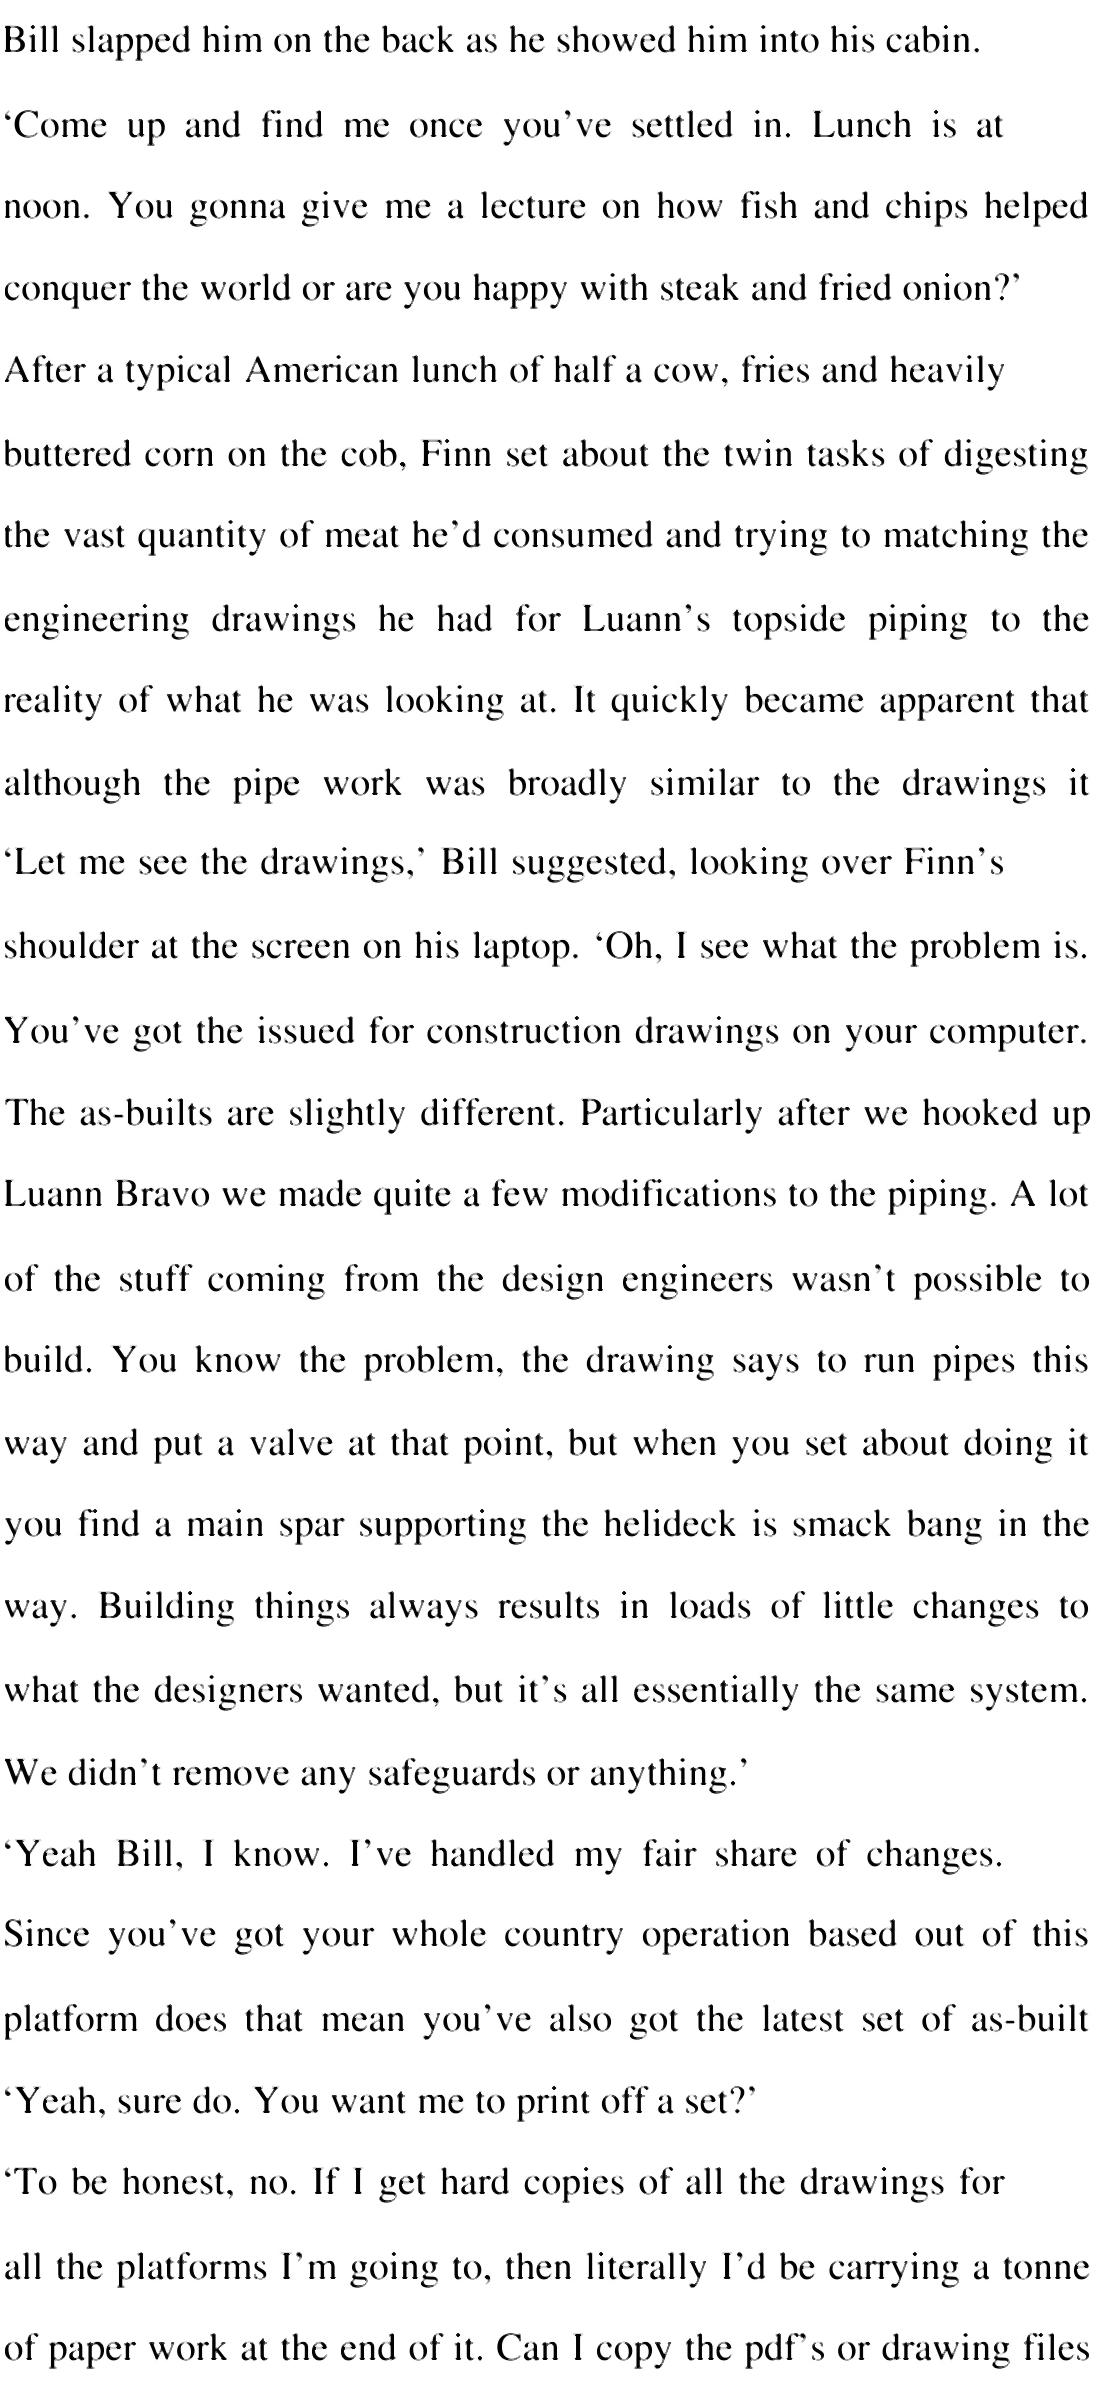 Bill slapped him on the back as he showed him into his cabin.
‘Come up and find me once you’ve settled in. Lunch is at
noon. You gonna give me a lecture on how fish and chips helped
conquer the world or are you happy with steak and fried onion?’
After a typical American lunch of half a cow, fries and heavily
buttered corn on the cob, Finn set about the twin tasks of digesting
the vast quantity of meat he’d consumed and trying to matching the
engineering drawings he had for Luann’s topside piping to the
reality of what he was looking at. It quickly became apparent that
although the pipe work was broadly similar to the drawings it
‘Let me see the drawings,’ Bill suggested, looking over Finn’s
shoulder at the screen on his laptop. ‘Oh, I see what the problem is.
You’ve got the issued for construction drawings on your computer.
The as-builts are slightly different. Particularly after we hooked up
Luann Bravo we made quite a few modifications to the piping. A lot
of the stuff coming from the design engineers wasn’t possible to
build. You know the problem, the drawing says to run pipes this
way and put a valve at that point, but when you set about doing it
you find a main spar supporting the helideck is smack bang in the
way. Building things always results in loads of little changes to
what the designers wanted, but it’s all essentially the same system.
We didn’t remove any safeguards or anything.’
‘Yeah Bill, I know. I’ve handled my fair share of changes.
Since you’ve got your whole country operation based out of this
platform does that mean you’ve also got the latest set of as-built
‘Yeah, sure do. You want me to print off a set?’
‘To be honest, no. If I get hard copies of all the drawings for
all the platforms I’m going to, then literally I’d be carrying a tonne
of paper work at the end of it. Can I copy the pdf’s or drawing files